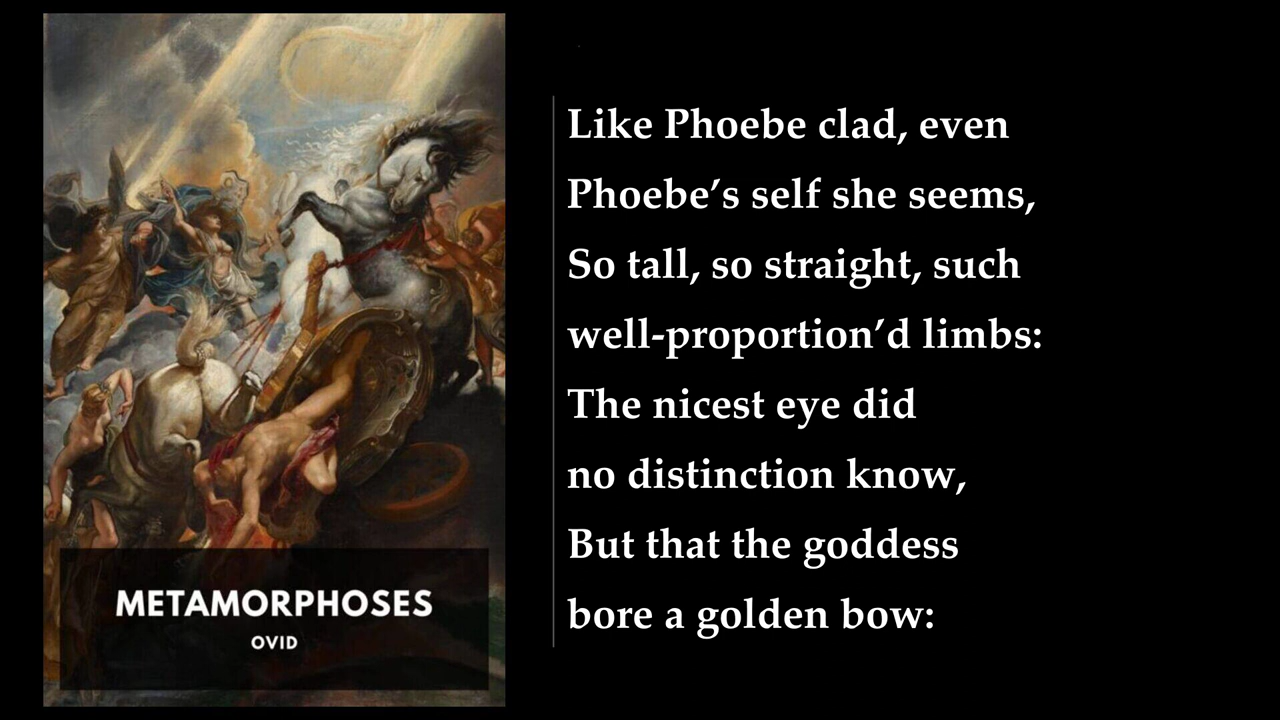 METAMORPHOSES
OVID
Like Phoebe clad, even
Phoebe’s self she seems,
So tall, so straight, such
well-proportion’d limbs:
The nicest eye did
no distinction know,
But that the goddess
bore a golden bow: